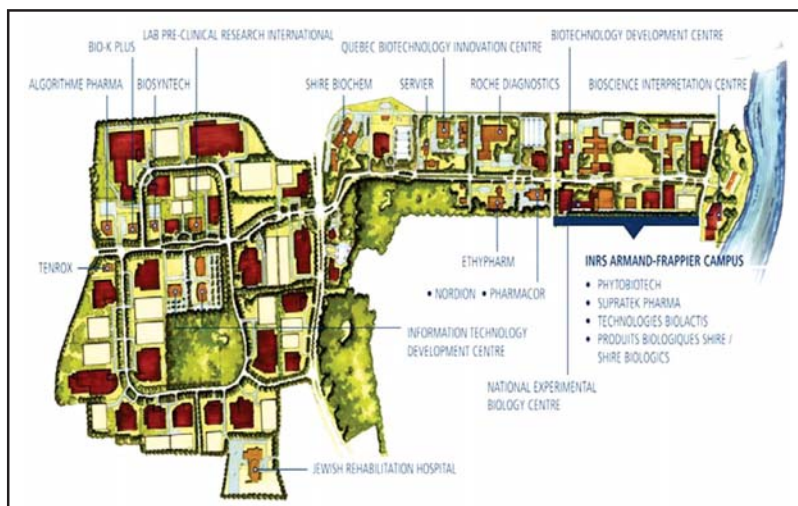 LAB PRE-CLINICAL RESEARCH INTERNATIONAL
BIO-K PLUS
QUEBEC BIOTECHNOLOGY INNOVATION CENTRE
BIOTECHNOLOGY DEVELOPMENT CENTRE
ALGORITHME PHARMA
BIOSYNTECH
SHIRE BIOCHEM
SERVIER
ROCHE DIAGNOSTICS
BIOSCIENCE INTERPRETATION CENTRE
TENROX
ETHYPHARM
• NORDION • PHARMACOR
INRS ARMAND-FRAPPIER CAMPUS
• PHYTOBIOTECH
• SUPRATEK PHARMA
• TECHNOLOGIES BIOLACTIS
• PRODUITS BIOLOGIQUES SHIRE /
SHIRE BIOLOGICS
INFORMATION TECHNOLOGY
DEVELOPMENT CENTRE
NATIONAL EXPERIMENTAL
BIOLOGY CENTRE
JEWISH REHABILITATION HOSPITAL